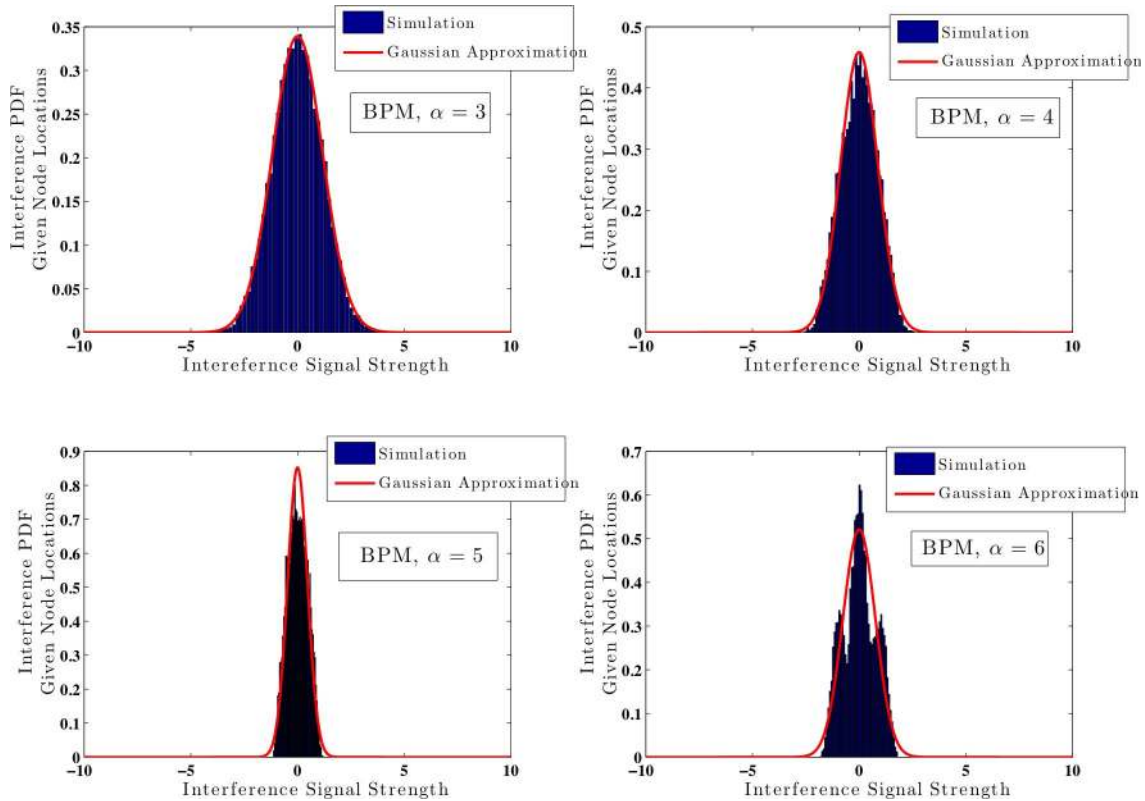 0.35
0.3
0.25
0.2
0.15
0.1
0.05
0
Interference PDF
Given Node Locations
Simulation
Gaussian Approximation
BPM, α = 3
−10
−5
0
5
10
Interefernce Signal Strength
0.5
0.4
0.3
0.2
0.1
0
Interference PDF
Given Node Locations
Simulation
Gaussian Approximation
BPM, α = 4
−10
−5
0
5
10
Interference Signal Strength
0.9
0.8
0.7
0.6
0.5
0.4
0.3
0.2
0.1
0
Interference PDF
Given Node Locations
Simulation
Gaussian Approximation
BPM, α = 5
−10
−5
0
5
10
Interference Signal Strength
0.7
0.6
0.5
0.4
0.3
0.2
0.1
0
Interference PDF
Given Node Locations
Simulation
Gaussian Approximation
BPM, α = 6
−10
−5
0
5
10
Interference Signal Strength